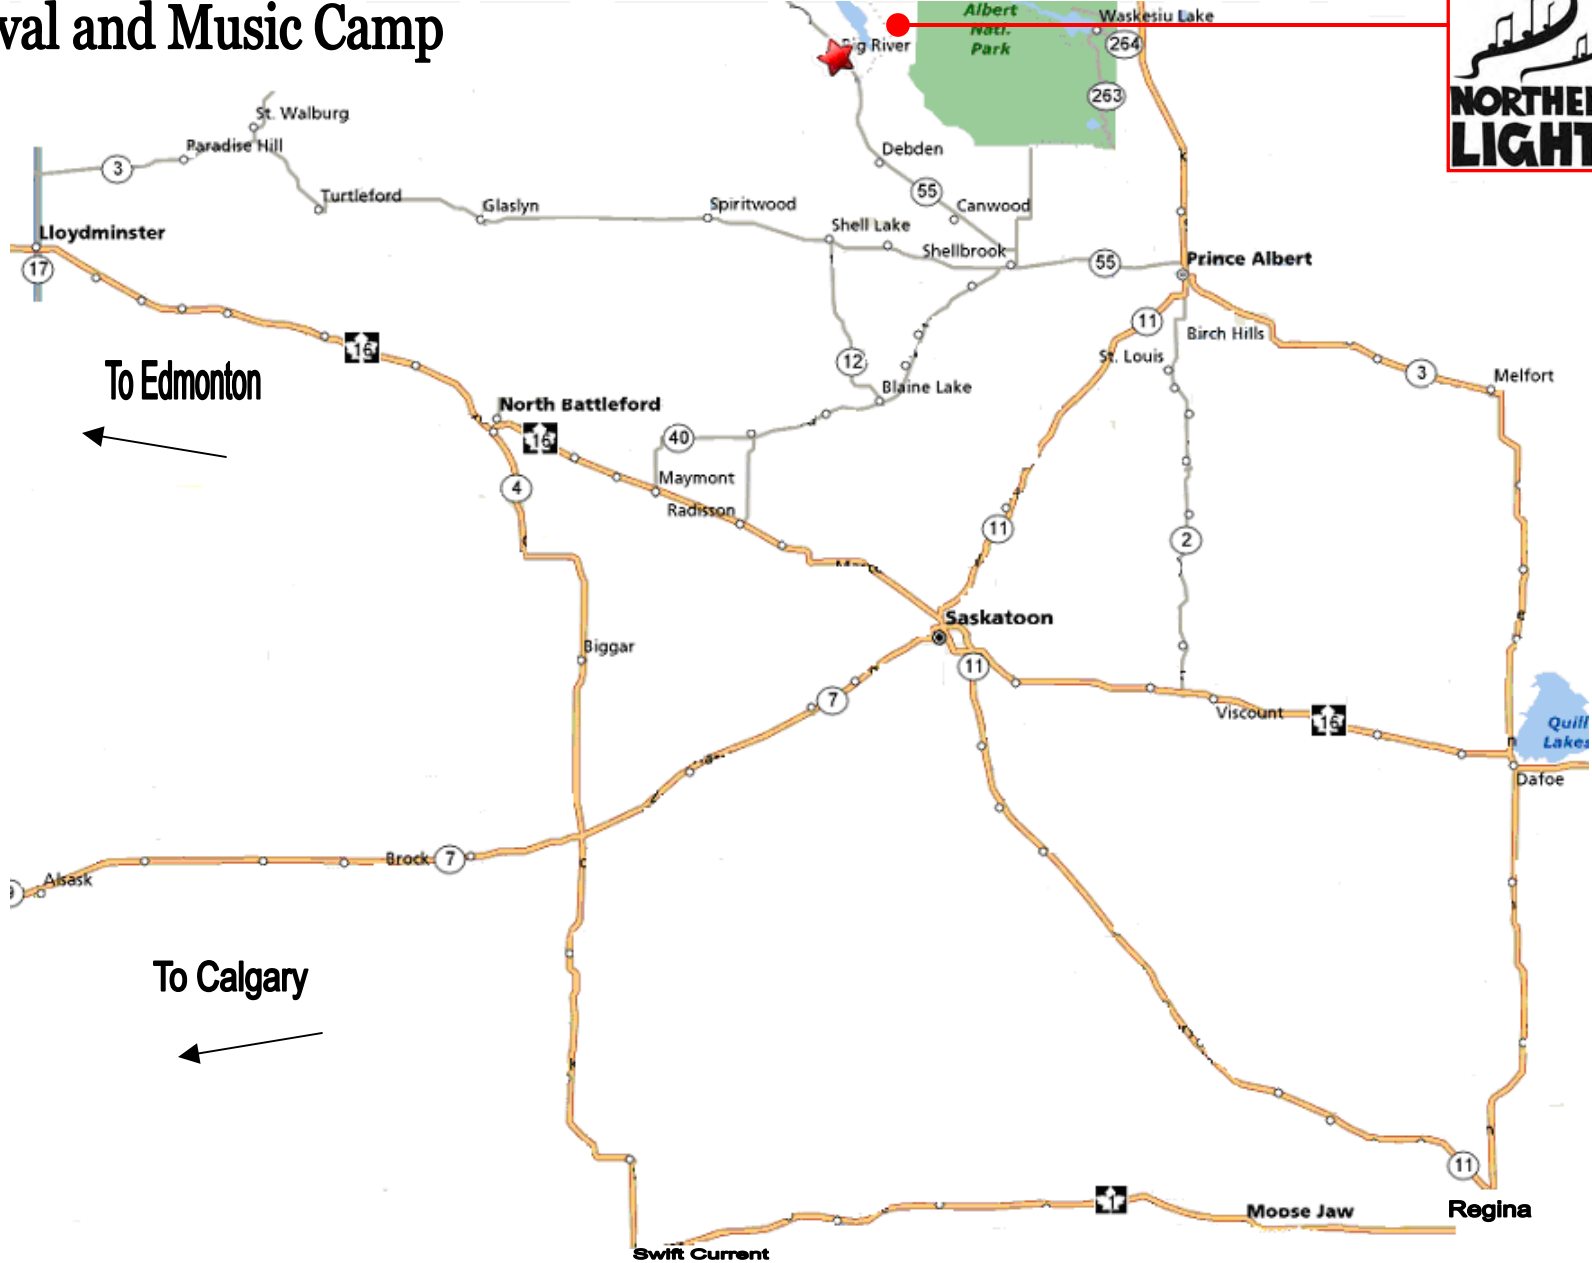 val and Music Camp
Albert
Natl.
Park
Waskesiu Lake
264
Big River
263
NORTHE
LIGHT
St. Walburg
Paradise Hill
3
Debden
55
Turtleford
Glaslyn
Spiritwood
Canwood
Shell Lake
Lloydminster
Shellbrook
55
Prince Albert
17
11
Birch Hills
16
St. Louis
12
3
Melfort
To Edmonton
Blaine Lake
North Battleford
16
40
4
Maymont
Radisson
11
2
Saskatoon
Biggar
11
7
Viscount
16
Quill
Lakes
Dafoe
Brock
7
Alsask
To Calgary
11
1
Moose Jaw
Regina
Swift Current